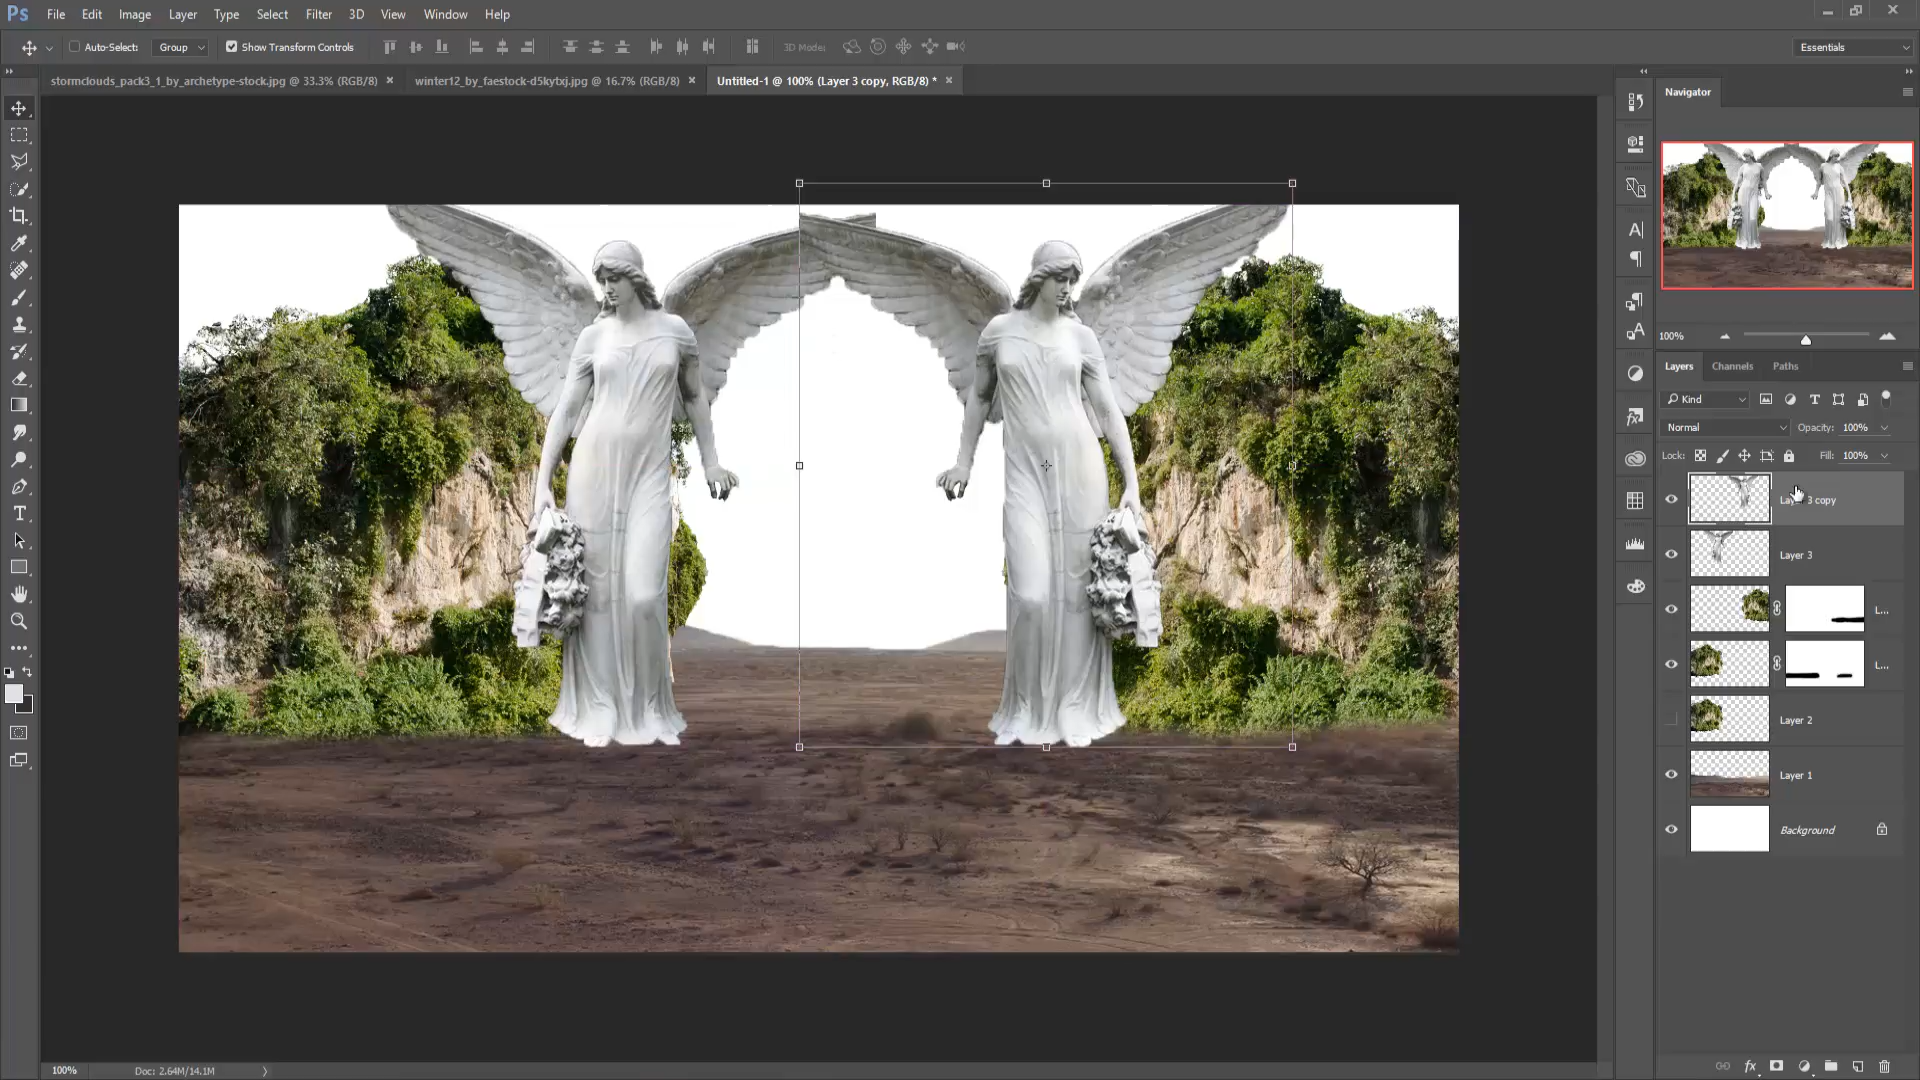 Ps File Edit Image Layer Type Select Filter 3D View Window Help
Auto-Select: Group Show Transform Controls 3D Mode: Essentials
stormclouds_pack3_1_by_archetype-stock.jpg @ 33.3% (RGB/8) × winter12_by_faestock-d5kytxj.jpg @ 16.7% (RGB/8) × Untitled-1 @ 100% (Layer 3 copy, RGB/8) * ×
Navigator
100%
Layers Channels Paths
Kind
Normal Opacity: 100%
Lock: Fill: 100%
Layer 3 copy
Layer 3
L...
L...
Layer 2
Layer 1
Background
100% Doc: 2.64M/14.1M